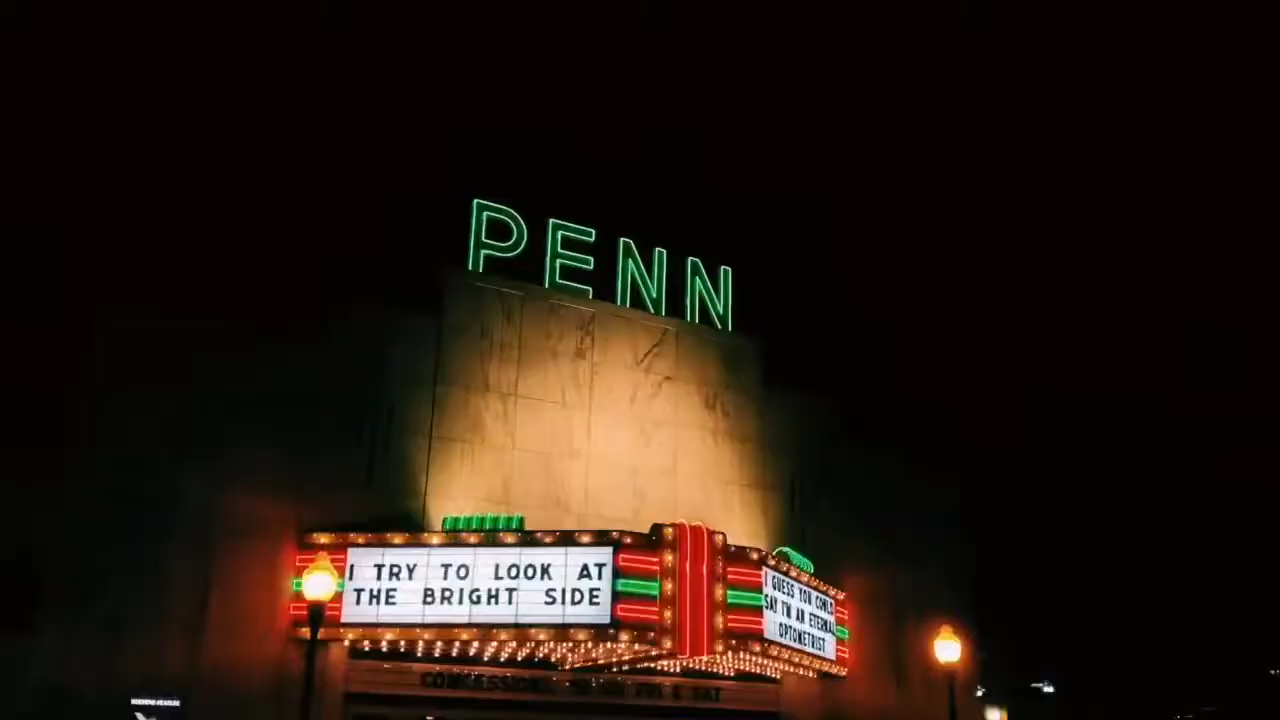 PENN
I TRY TO LOOK AT
THE BRIGHT SIDE
I GUESS YOU COULD
SAY I'M AN ETERNAL
OPTOMETRIST